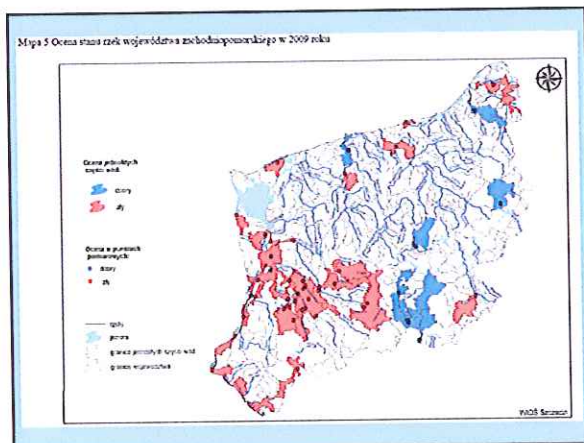 Mapa 5 Ocena stanu rzek województwa zachodniopomorskiego w 2009 roku
Ocena jednolitych
części wód
dobry
zły
Ocena w punktach
pomiarowych
dobry
zły
rzeki
jeziora
granice jednolitych części wód
granice województwa
WIOŚ Szczecin